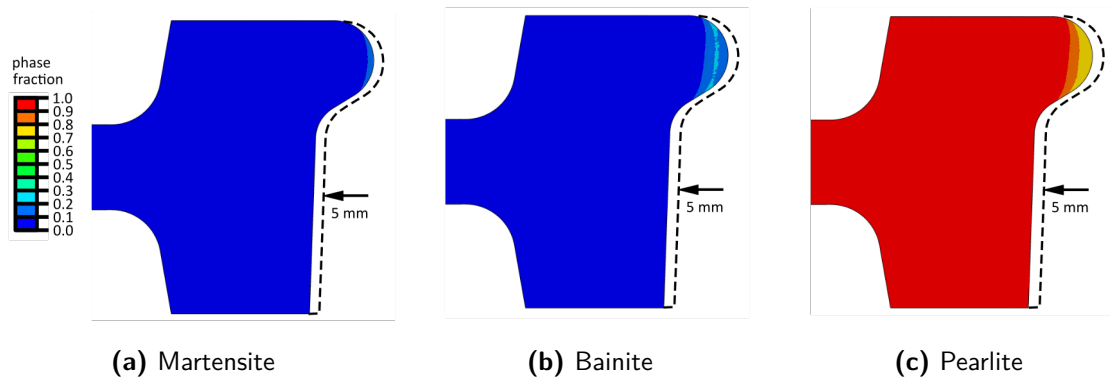 phase
fraction
1.0
0.9
0.8
0.7
0.6
0.5
0.4
0.3
0.2
0.1
0.0
5 mm
5 mm
5 mm
(a) Martensite
(b) Bainite
(c) Pearlite